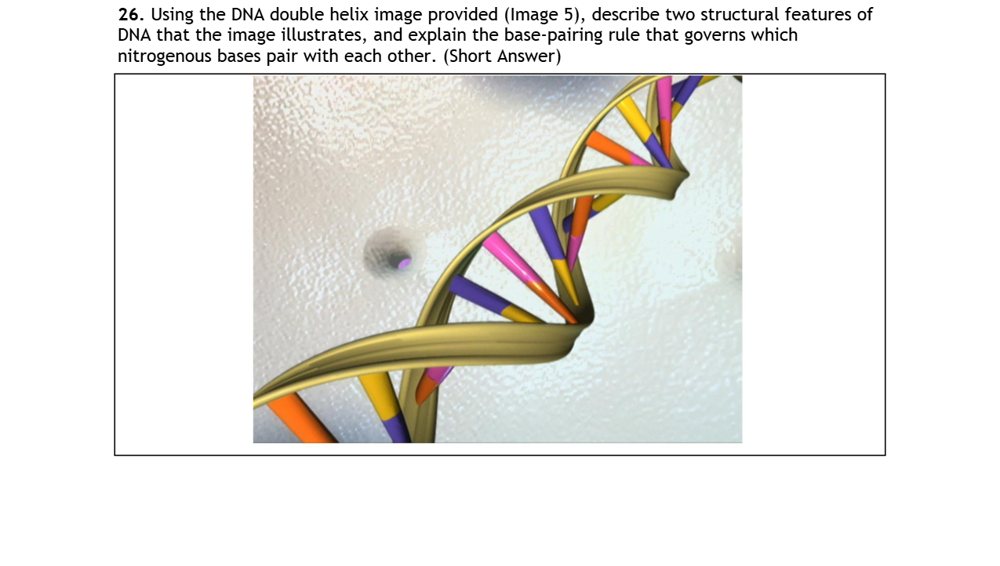 26. Using the DNA double helix image provided (Image 5), describe two structural features of
DNA that the image illustrates, and explain the base-pairing rule that governs which
nitrogenous bases pair with each other. (Short Answer)